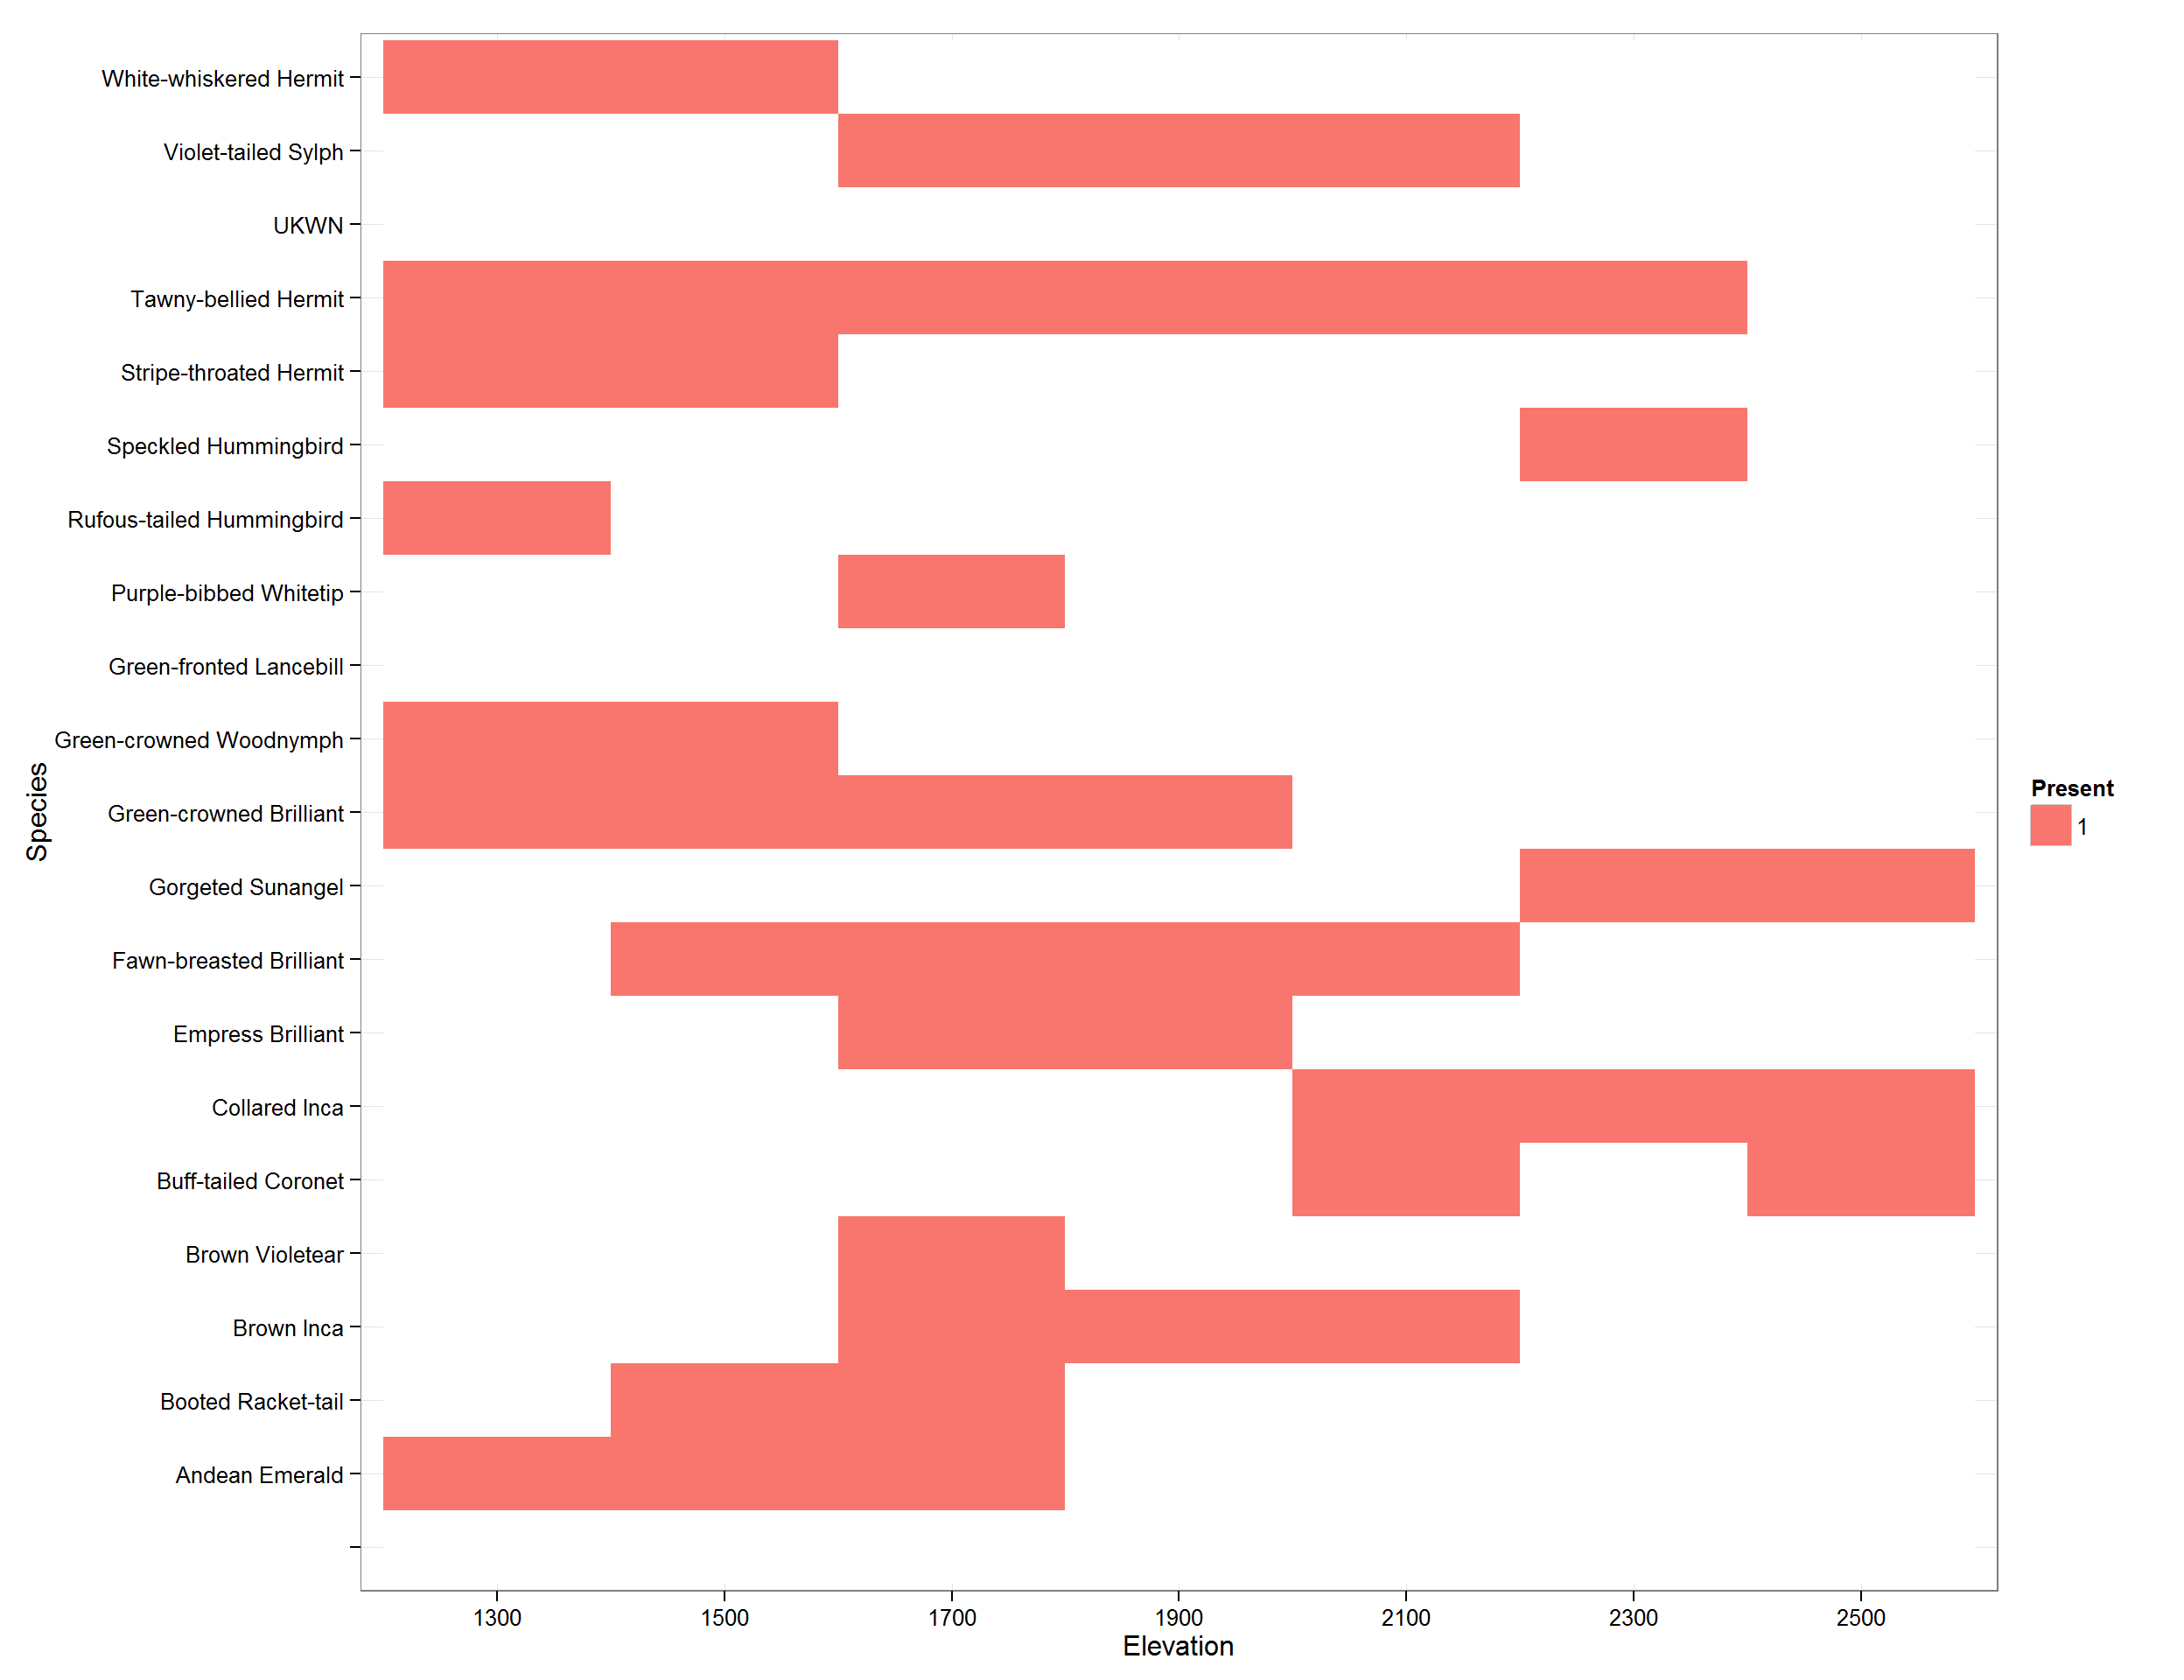 White-whiskered Hermit
Violet-tailed Sylph
UKWN
Tawny-bellied Hermit
Stripe-throated Hermit
Speckled Hummingbird
Rufous-tailed Hummingbird
Purple-bibbed Whitetip
Green-fronted Lancebill
Green-crowned Woodnymph
Green-crowned Brilliant
Gorgeted Sunangel
Fawn-breasted Brilliant
Empress Brilliant
Collared Inca
Buff-tailed Coronet
Brown Violetear
Brown Inca
Booted Racket-tail
Andean Emerald
Species
1300 1500 1700 1900 2100 2300 2500
Elevation
Present
1